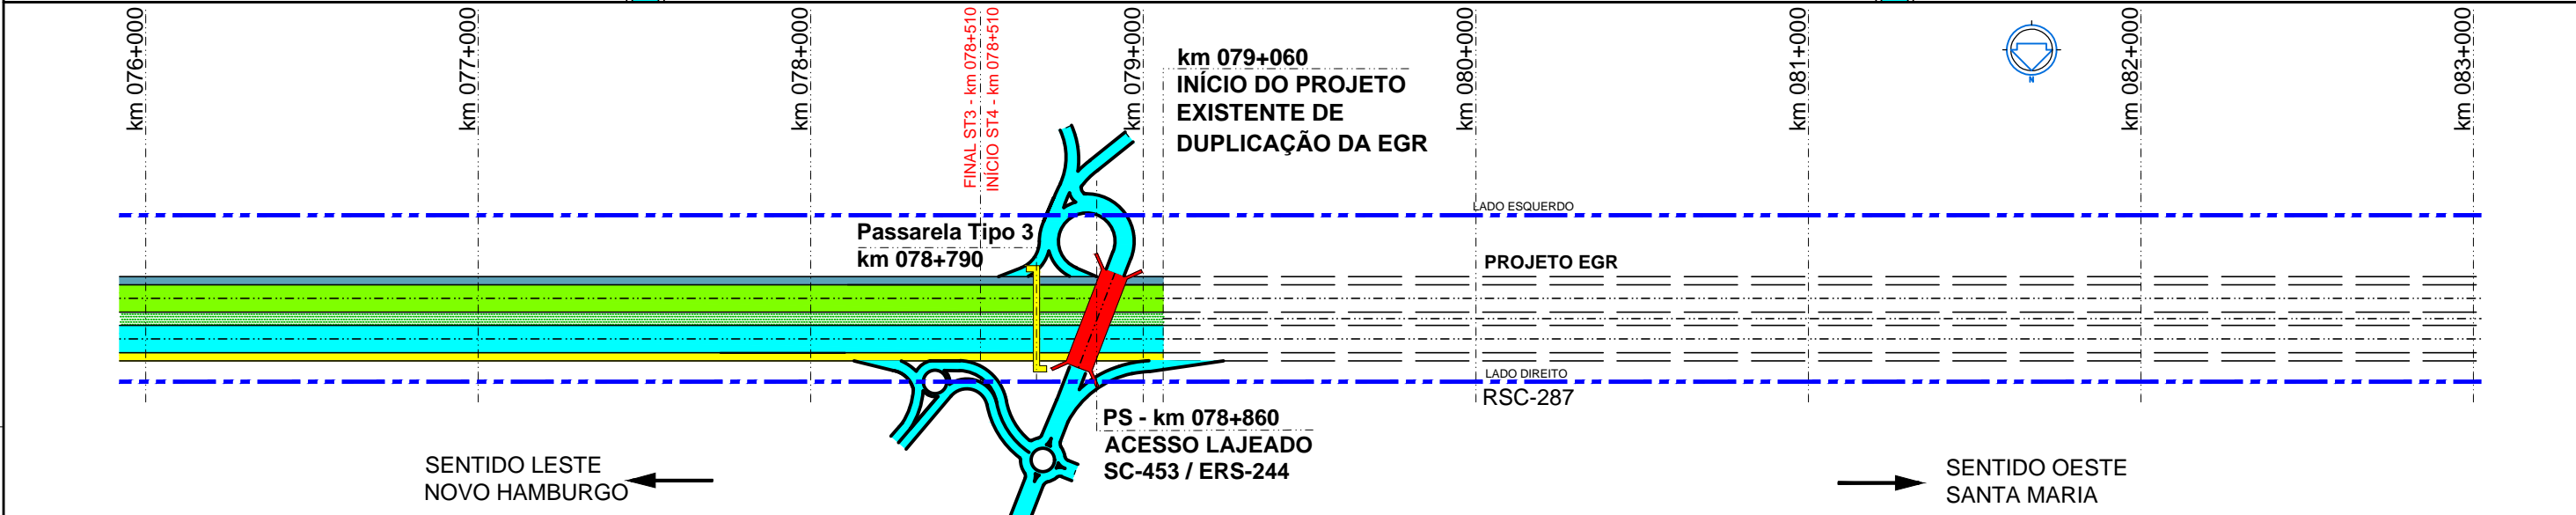 km 076+000
km 077+000
km 078+000
FINAL ST3 - km 078+510
INÍCIO ST4 - km 078+510
km 079+000
km 079+060
INÍCIO DO PROJETO
EXISTENTE DE
DUPLICAÇÃO DA EGR
km 080+000
km 081+000
N
km 082+000
km 083+000
LADO ESQUERDO
Passarela Tipo 3
km 078+790
PROJETO EGR
LADO DIREITO
RSC-287
PS - km 078+860
ACESSO LAJEADO
SC-453 / ERS-244
SENTIDO LESTE
NOVO HAMBURGO
SENTIDO OESTE
SANTA MARIA